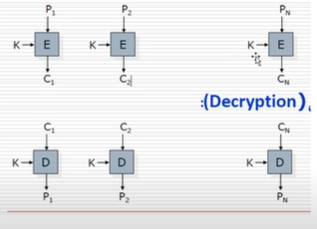 P1 P2 PN
K E K E K E
C1 C2 CN
:(Decryption),
C1 C2 CN
K D K D K D
P1 P2 PN